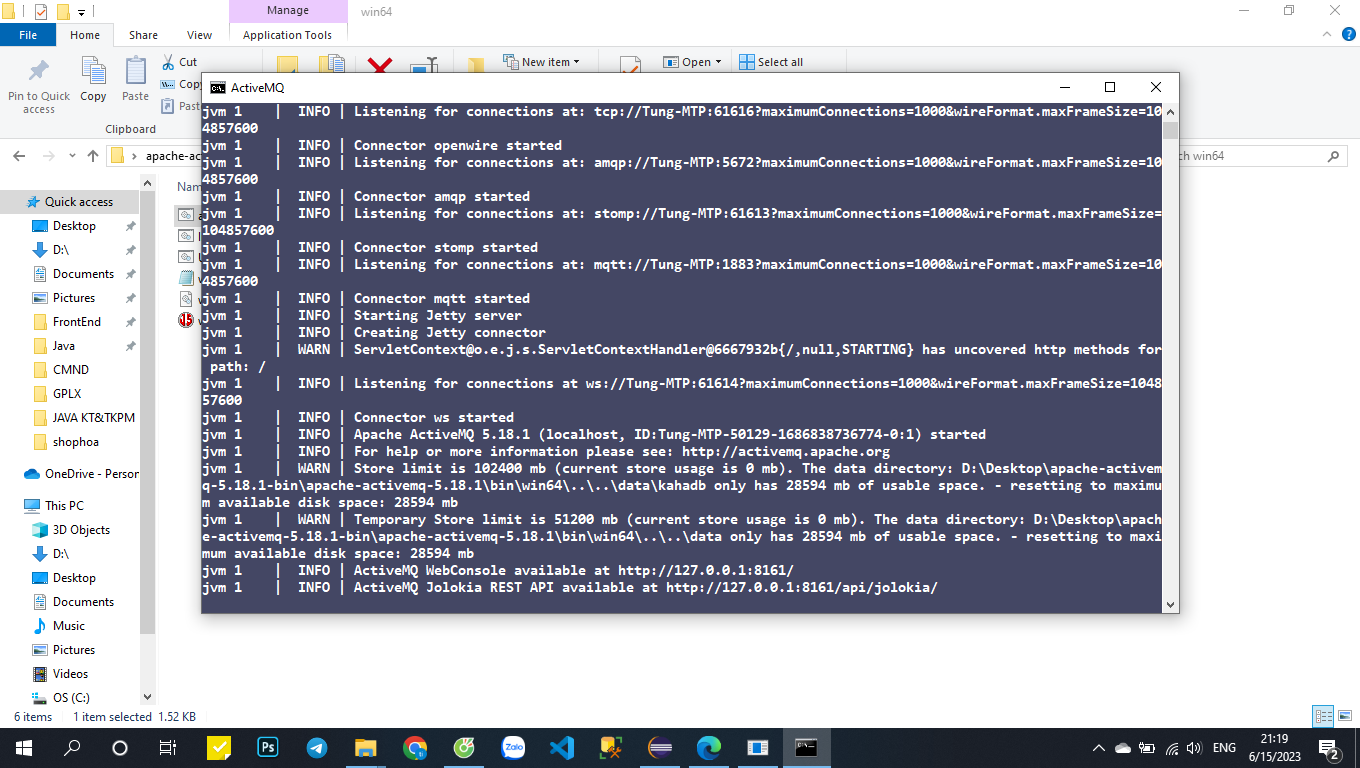 Manage
win64
File
Home
Share
View
Application Tools
Pin to Quick
access
Copy
Paste
Cut
New item
Open
Select all
Clipboard
ActiveMQ
jvm 1    |  INFO | Listening for connections at: tcp://Tung-MTP:61616?maximumConnections=1000&wireFormat.maxFrameSize=10
4857600
jvm 1    |  INFO | Connector openwire started
jvm 1    |  INFO | Listening for connections at: amqp://Tung-MTP:5672?maximumConnections=1000&wireFormat.maxFrameSize=10
4857600
jvm 1    |  INFO | Connector amqp started
jvm 1    |  INFO | Listening for connections at: stomp://Tung-MTP:61613?maximumConnections=1000&wireFormat.maxFrameSize=
104857600
jvm 1    |  INFO | Connector stomp started
jvm 1    |  INFO | Listening for connections at: mqtt://Tung-MTP:1883?maximumConnections=1000&wireFormat.maxFrameSize=10
4857600
jvm 1    |  INFO | Connector mqtt started
jvm 1    |  INFO | Starting Jetty server
jvm 1    |  INFO | Creating Jetty connector
jvm 1    |  WARN | ServletContext@o.e.j.s.ServletContextHandler@6667932b{/,null,STARTING} has uncovered http methods for
 path: /
jvm 1    |  INFO | Listening for connections at ws://Tung-MTP:61614?maximumConnections=1000&wireFormat.maxFrameSize=1048
57600
jvm 1    |  INFO | Connector ws started
jvm 1    |  INFO | Apache ActiveMQ 5.18.1 (localhost, ID:Tung-MTP-50129-1686838736774-0:1) started
jvm 1    |  INFO | For help or more information please see: http://activemq.apache.org
jvm 1    |  WARN | Store limit is 102400 mb (current store usage is 0 mb). The data directory: D:\Desktop\apache-activem
q-5.18.1-bin\apache-activemq-5.18.1\bin\win64\..\..\data\kahadb only has 28594 mb of usable space. - resetting to maximu
m available disk space: 28594 mb
jvm 1    |  WARN | Temporary Store limit is 51200 mb (current store usage is 0 mb). The data directory: D:\Desktop\apach
e-activemq-5.18.1-bin\apache-activemq-5.18.1\bin\win64\..\..\data only has 28594 mb of usable space. - resetting to maxi
mum available disk space: 28594 mb
jvm 1    |  INFO | ActiveMQ WebConsole available at http://127.0.0.1:8161/
jvm 1    |  INFO | ActiveMQ Jolokia REST API available at http://127.0.0.1:8161/api/jolokia/
apache-ac
ch win64
Nam
Quick access
Desktop
D:\
Documents
Pictures
FrontEnd
Java
CMND
GPLX
JAVA KT&TKPM
shophoa
OneDrive - Person
This PC
3D Objects
D:\
Desktop
Documents
Music
Pictures
Videos
OS (C:)
6 items
1 item selected 1.52 KB
Ps
Zalo
ENG
21:19
6/15/2023
2